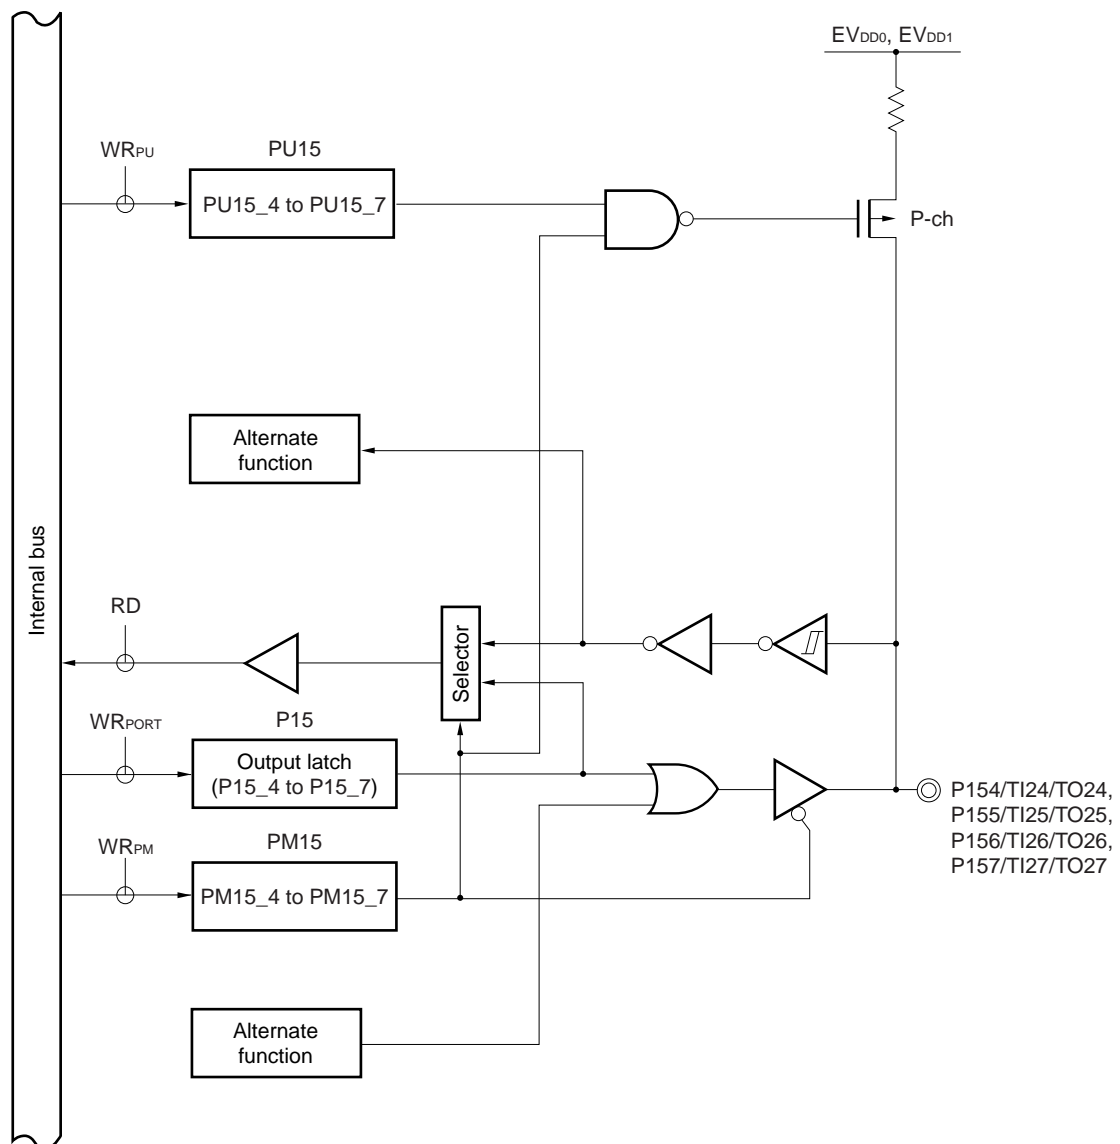 EVDD0, EVDD1
WRPU
PU15
PU15_4 to PU15_7
P-ch
Alternate
function
Internal bus
RD
Selector
WRPORT
P15
Output latch
(P15_4 to P15_7)
P154/TI24/TO24,
P155/TI25/TO25,
P156/TI26/TO26,
P157/TI27/TO27
WRPM
PM15
PM15_4 to PM15_7
Alternate
function